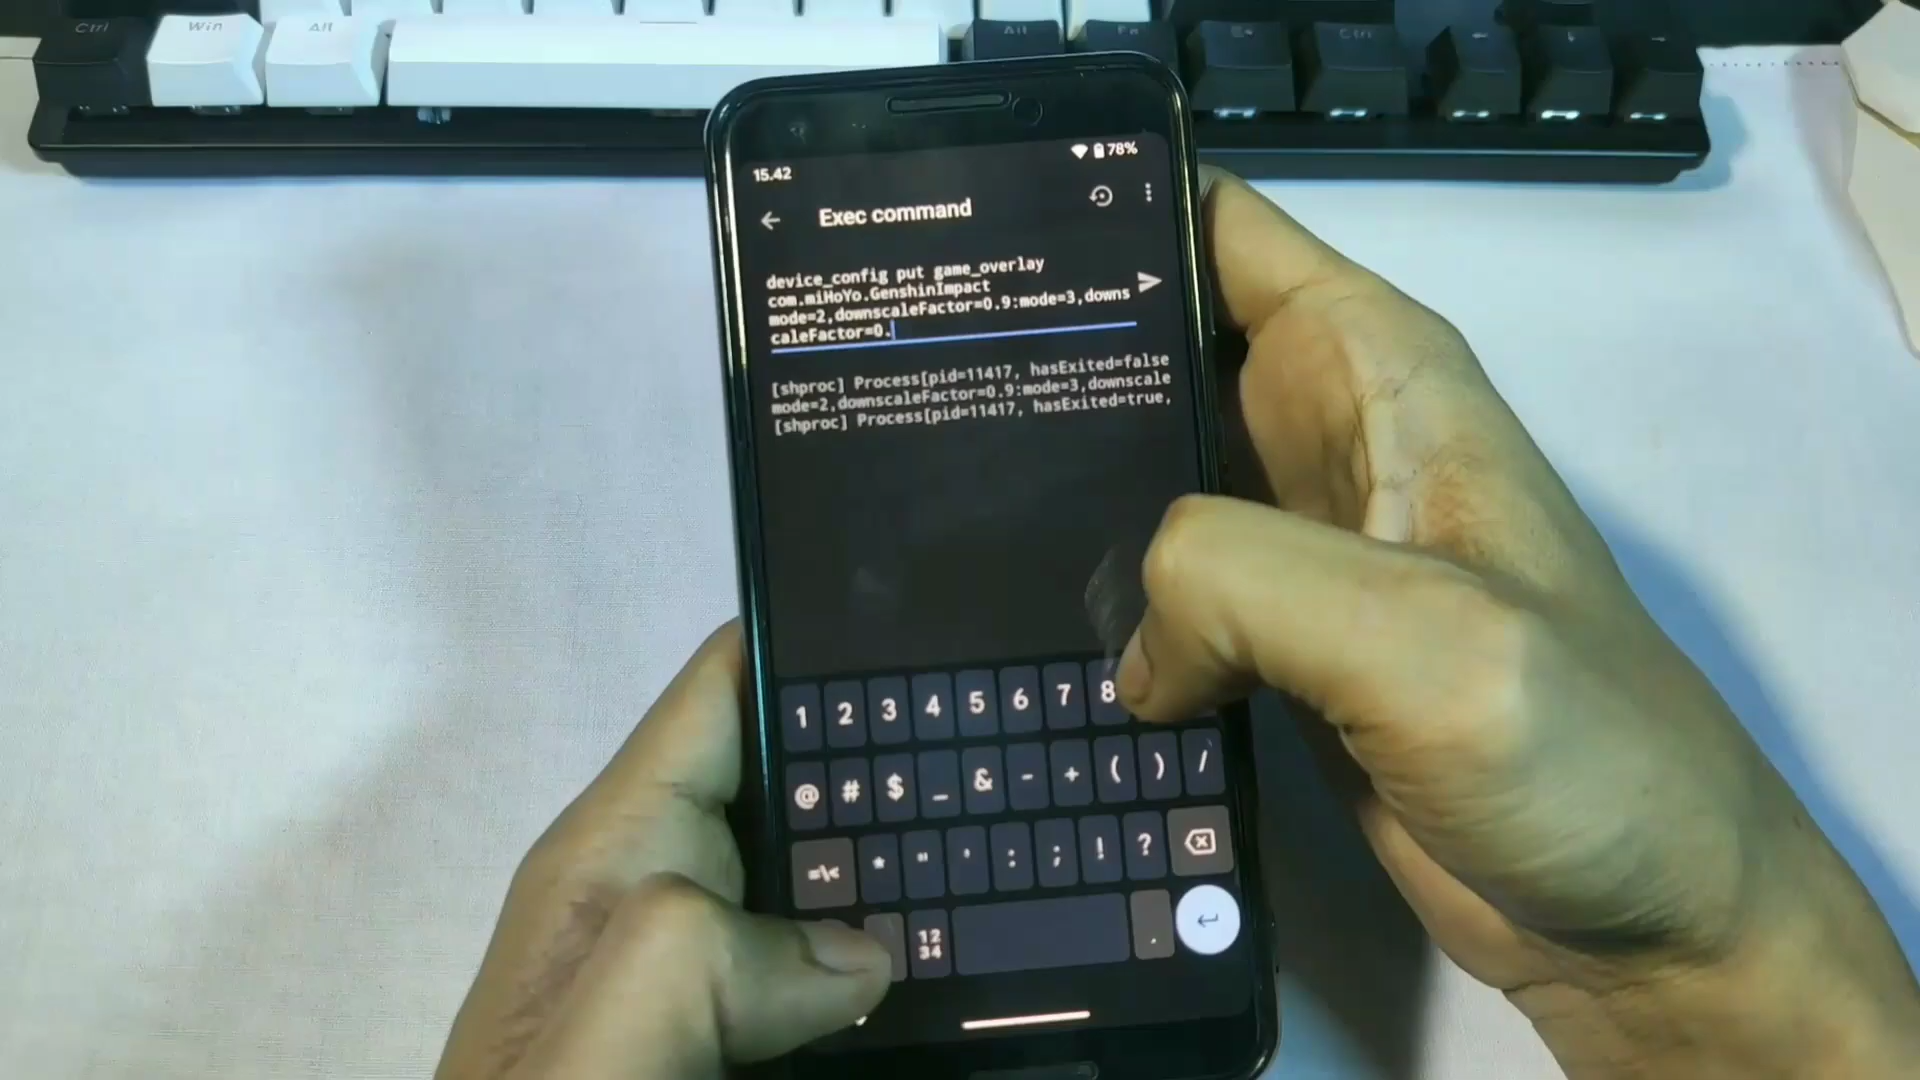 Ctrl
Win
Alt
Alt
Fn
Ctrl
15.42
78%
Exec command
device_config put game_overlay
com.miHoYo.GenshinImpact
mode=2,downscaleFactor=0.9:mode=3,downs
caleFactor=0.
[shproc] Process[pid=11417, hasExited=false
mode=2,downscaleFactor=0.9:mode=3,downscale
[shproc] Process[pid=11417, hasExited=true,
1 2 3 4 5 6 7 8
@ # $ _ & - + ( ) /
=\< * " ' : ; ! ?
12
34
.